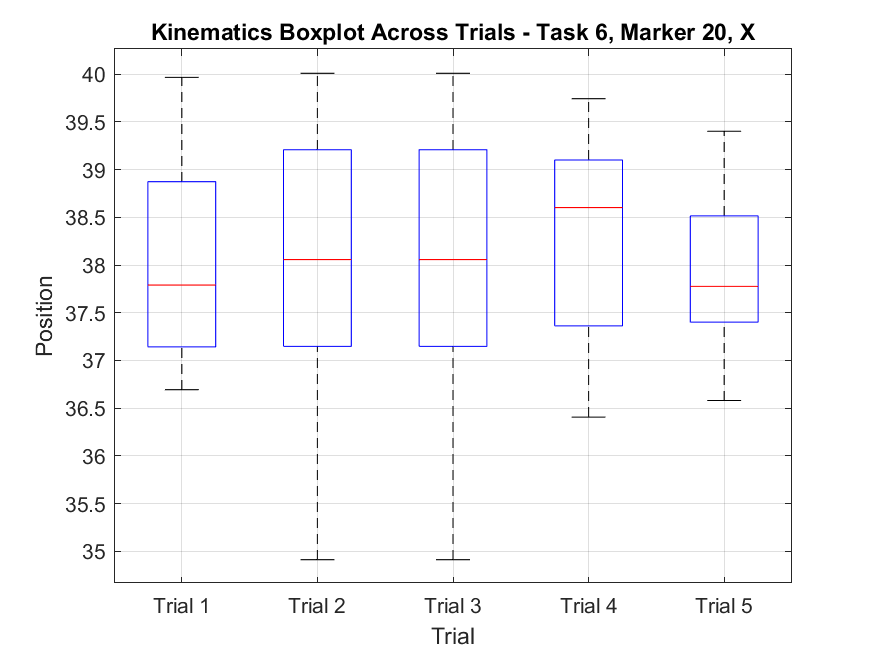 Kinematics Boxplot Across Trials - Task 6, Marker 20, X
40
39.5
39
38.5
38
37.5
37
36.5
36
35.5
35
Position
Trial 1 Trial 2 Trial 3 Trial 4 Trial 5
Trial